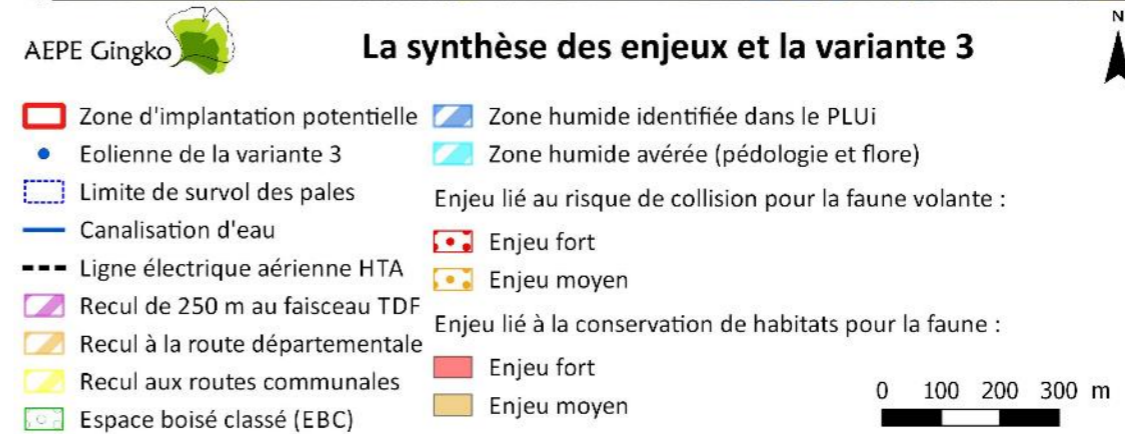 AEPE Gingko
La synthèse des enjeux et la variante 3
N
Zone d'implantation potentielle
Eolienne de la variante 3
Limite de survol des pales
Canalisation d'eau
Ligne électrique aérienne HTA
Recul de 250 m au faisceau TDF
Recul à la route départementale
Recul aux routes communales
Espace boisé classé (EBC)
Zone humide identifiée dans le PLUi
Zone humide avérée (pédologie et flore)
Enjeu lié au risque de collision pour la faune volante :
Enjeu fort
Enjeu moyen
Enjeu lié à la conservation de habitats pour la faune :
Enjeu fort
Enjeu moyen
0 100 200 300 m